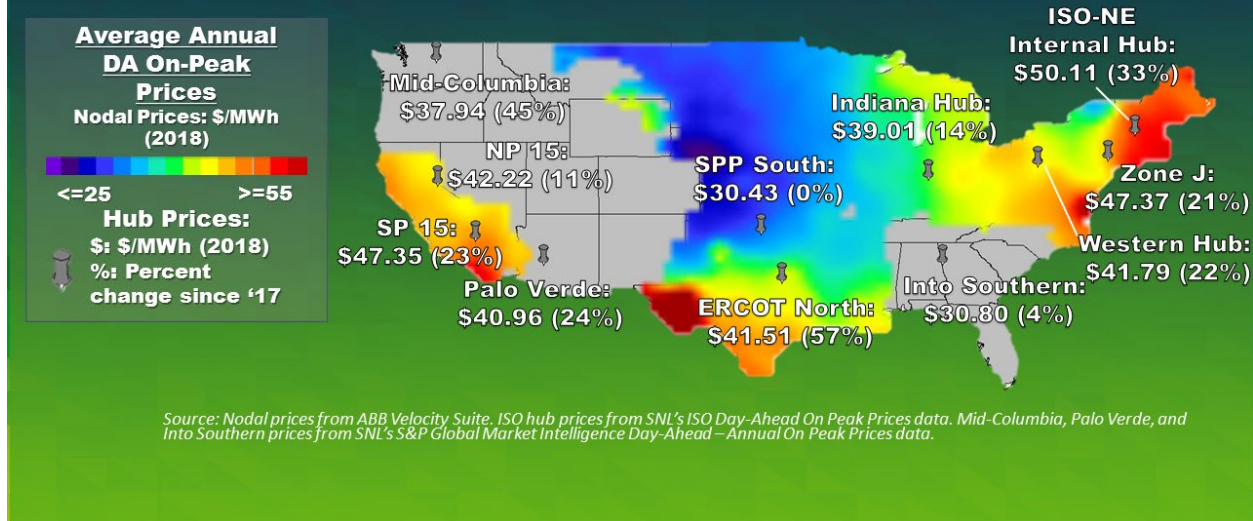 Average Annual
DA On-Peak
Prices
Nodal Prices: $/MWh
(2018)
<=25 >=55
Hub Prices:
$: $/MWh (2018)
%: Percent
change since ‘17
Mid-Columbia:
$37.94 (45%)
NP 15:
$42.22 (11%)
SP 15:
$47.35 (23%)
Palo Verde:
$40.96 (24%)
SPP South:
$30.43 (0%)
ERCOT North:
$41.51 (57%)
Indiana Hub:
$39.01 (14%)
Into Southern:
$30.80 (4%)
ISO-NE
Internal Hub:
$50.11 (33%)
Zone J:
$47.37 (21%)
Western Hub:
$41.79 (22%)
Source: Nodal prices from ABB Velocity Suite. ISO hub prices from SNL’s ISO Day-Ahead On Peak Prices data. Mid-Columbia, Palo Verde, and
Into Southern prices from SNL’s S&P Global Market Intelligence Day-Ahead – Annual On Peak Prices data.